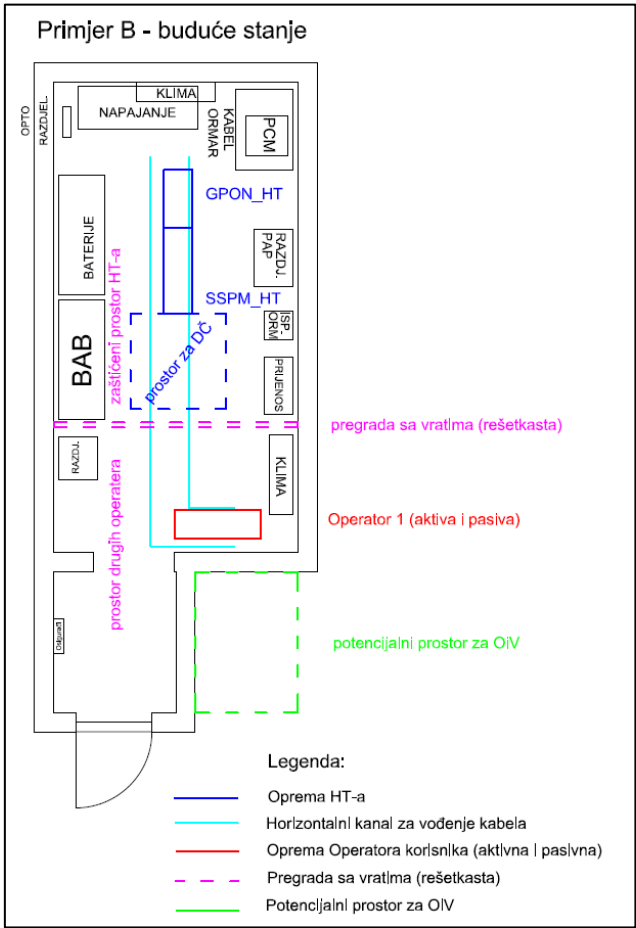 Primjer B - buduće stanje
KLIMA
NAPAJANJE
OPTO
RAZDJEL.
KABEL
ORMAR
PCM
GPON_HT
BATERIJE
RAZDJ.
PAP
zaštićeni prostor HT-a
SSPM_HT
ISP-
ORM
BAB
prostor za DČ
PRIJENOS
pregrada sa vratIma (rešetkasta)
RAZDJ.
KLIMA
prostor drugih operatera
Operator 1 (aktiva i pasiva)
Osigurači
potencijalni prostor za OiV
Legenda:
Oprema HT-a
Horizontalni kanal za vođenje kabela
Oprema Operatora korisnika (aktivna i pasivna)
Pregrada sa vratima (rešetkasta)
Potencijalni prostor za OIV